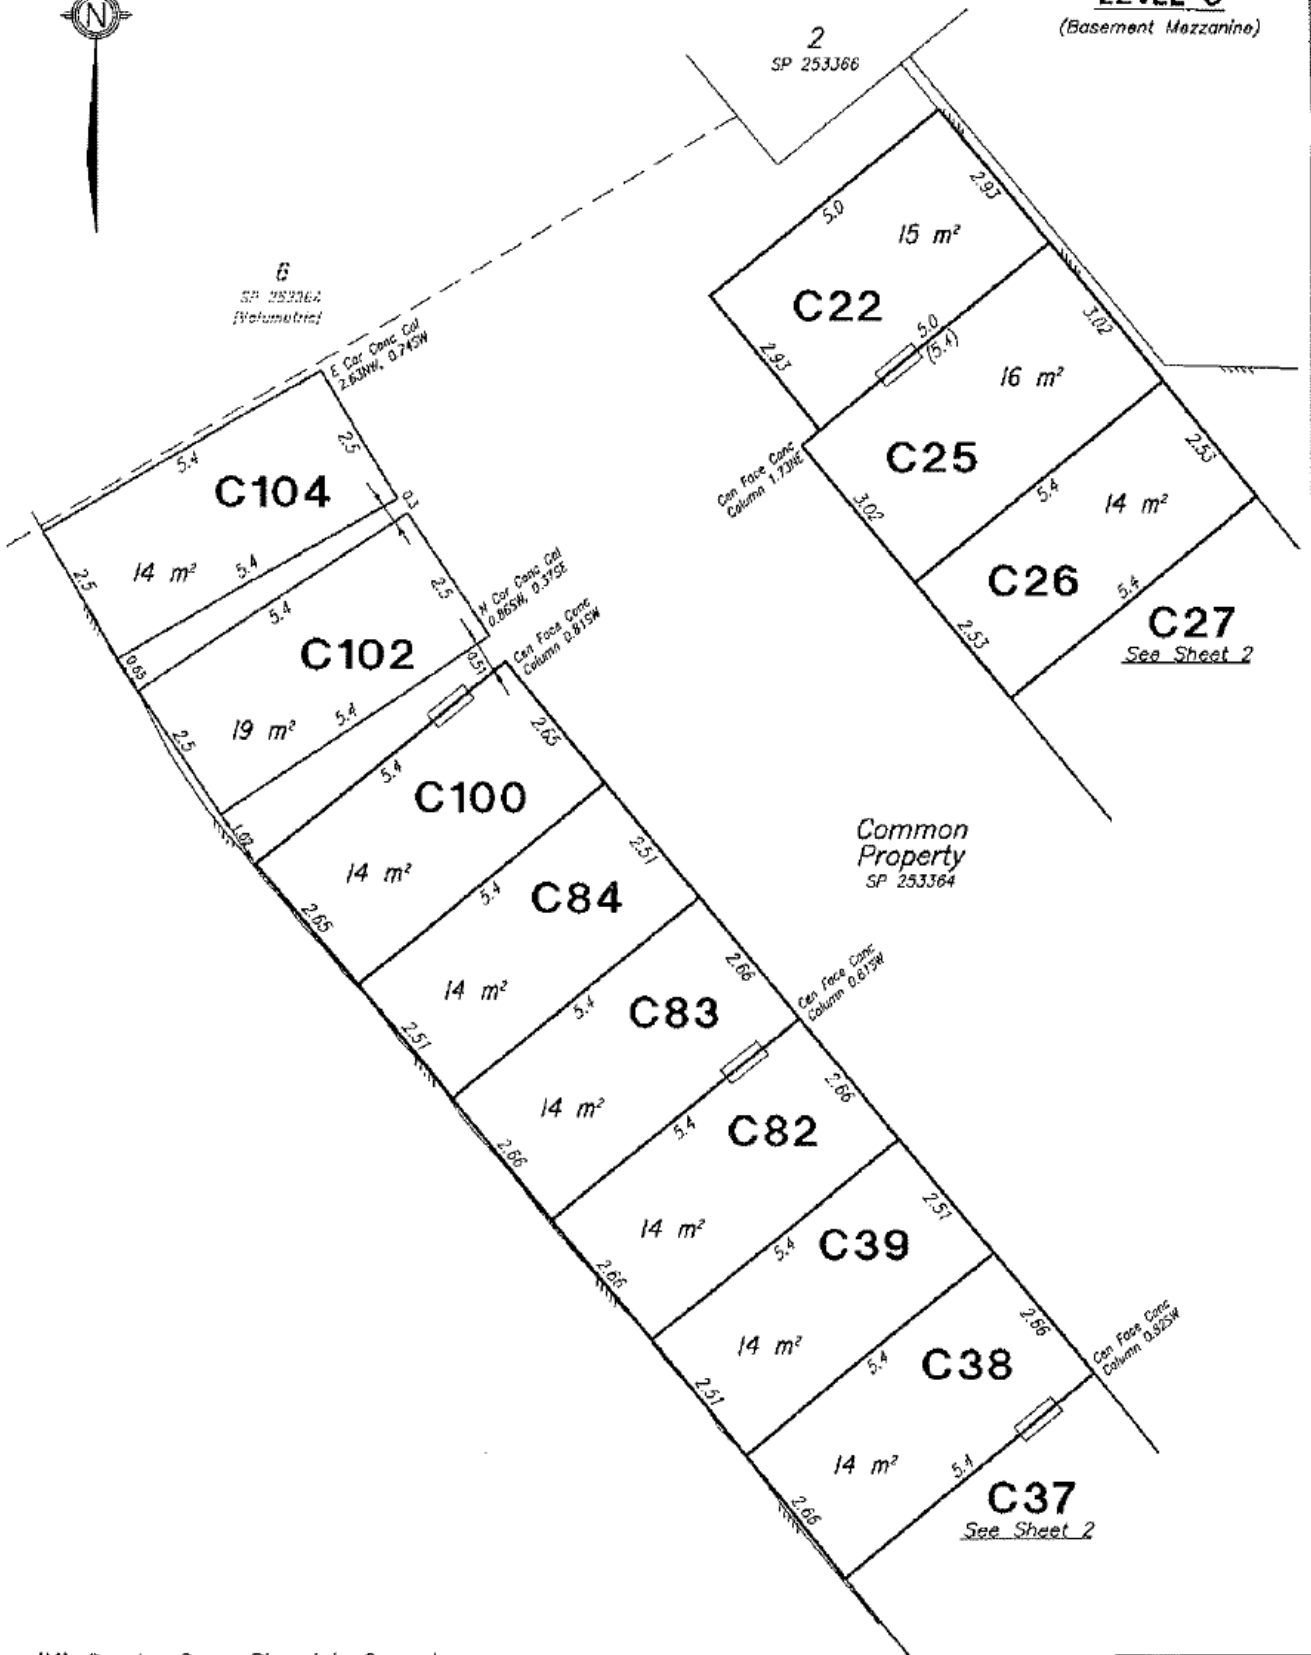 N
(Basement Mezzanine)
2
SP 253366
2.93
5.0
15 m²
C22
2.93
5.0
(5.4)
3.02
16 m²
C25
Cen Face Conc
Column 1.73NE
3.02
5.4
2.53
14 m²
C26
2.53
5.4
C27
See Sheet 2
6
SP 253364
[Volumetric]
E Cor Conc Col
2.63NW, 0.74SW
5.4
2.5
C104
0.3
14 m²
5.4
2.5
5.4
2.5
N Cor Conc Col
0.86SW, 0.37SE
C102
0.65
0.51
Cen Face Conc
Column 0.81SW
19 m²
5.4
2.5
1.02
5.4
2.65
C100
14 m²
2.65
5.4
2.51
C84
14 m²
2.51
5.4
2.66
C83
14 m²
2.66
Cen Face Conc
Column 0.81SW
5.4
2.66
C82
14 m²
2.66
5.4
2.51
C39
14 m²
2.51
5.4
2.66
C38
14 m²
2.66
Cen Face Conc
Column 0.82SW
5.4
C37
See Sheet 2
Common
Property
SP 253364